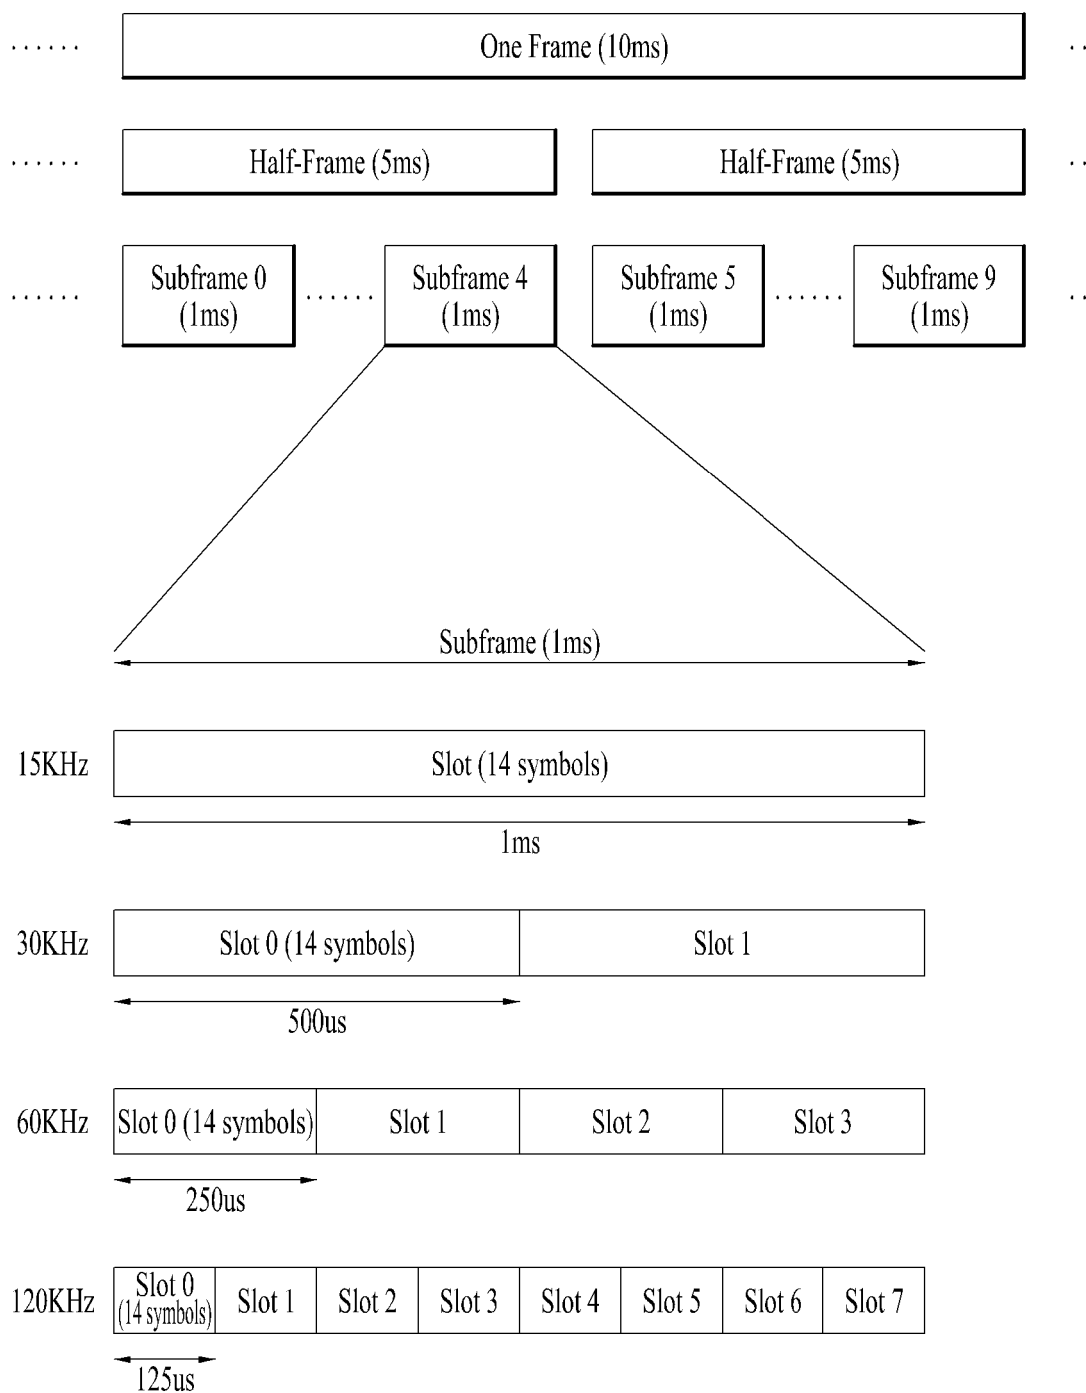 ...... One Frame (10ms) ..
...... Half-Frame (5ms) Half-Frame (5ms) ..
...... Subframe 0 ...... Subframe 4 Subframe 5 ...... Subframe 9 ..
(1ms) (1ms) (1ms) (1ms)
Subframe (1ms)
15KHz Slot (14 symbols)
1ms
30KHz Slot 0 (14 symbols) Slot 1
500us
60KHz Slot 0 (14 symbols) Slot 1 Slot 2 Slot 3
250us
120KHz Slot 0 (14 symbols) Slot 1 Slot 2 Slot 3 Slot 4 Slot 5 Slot 6 Slot 7
125us